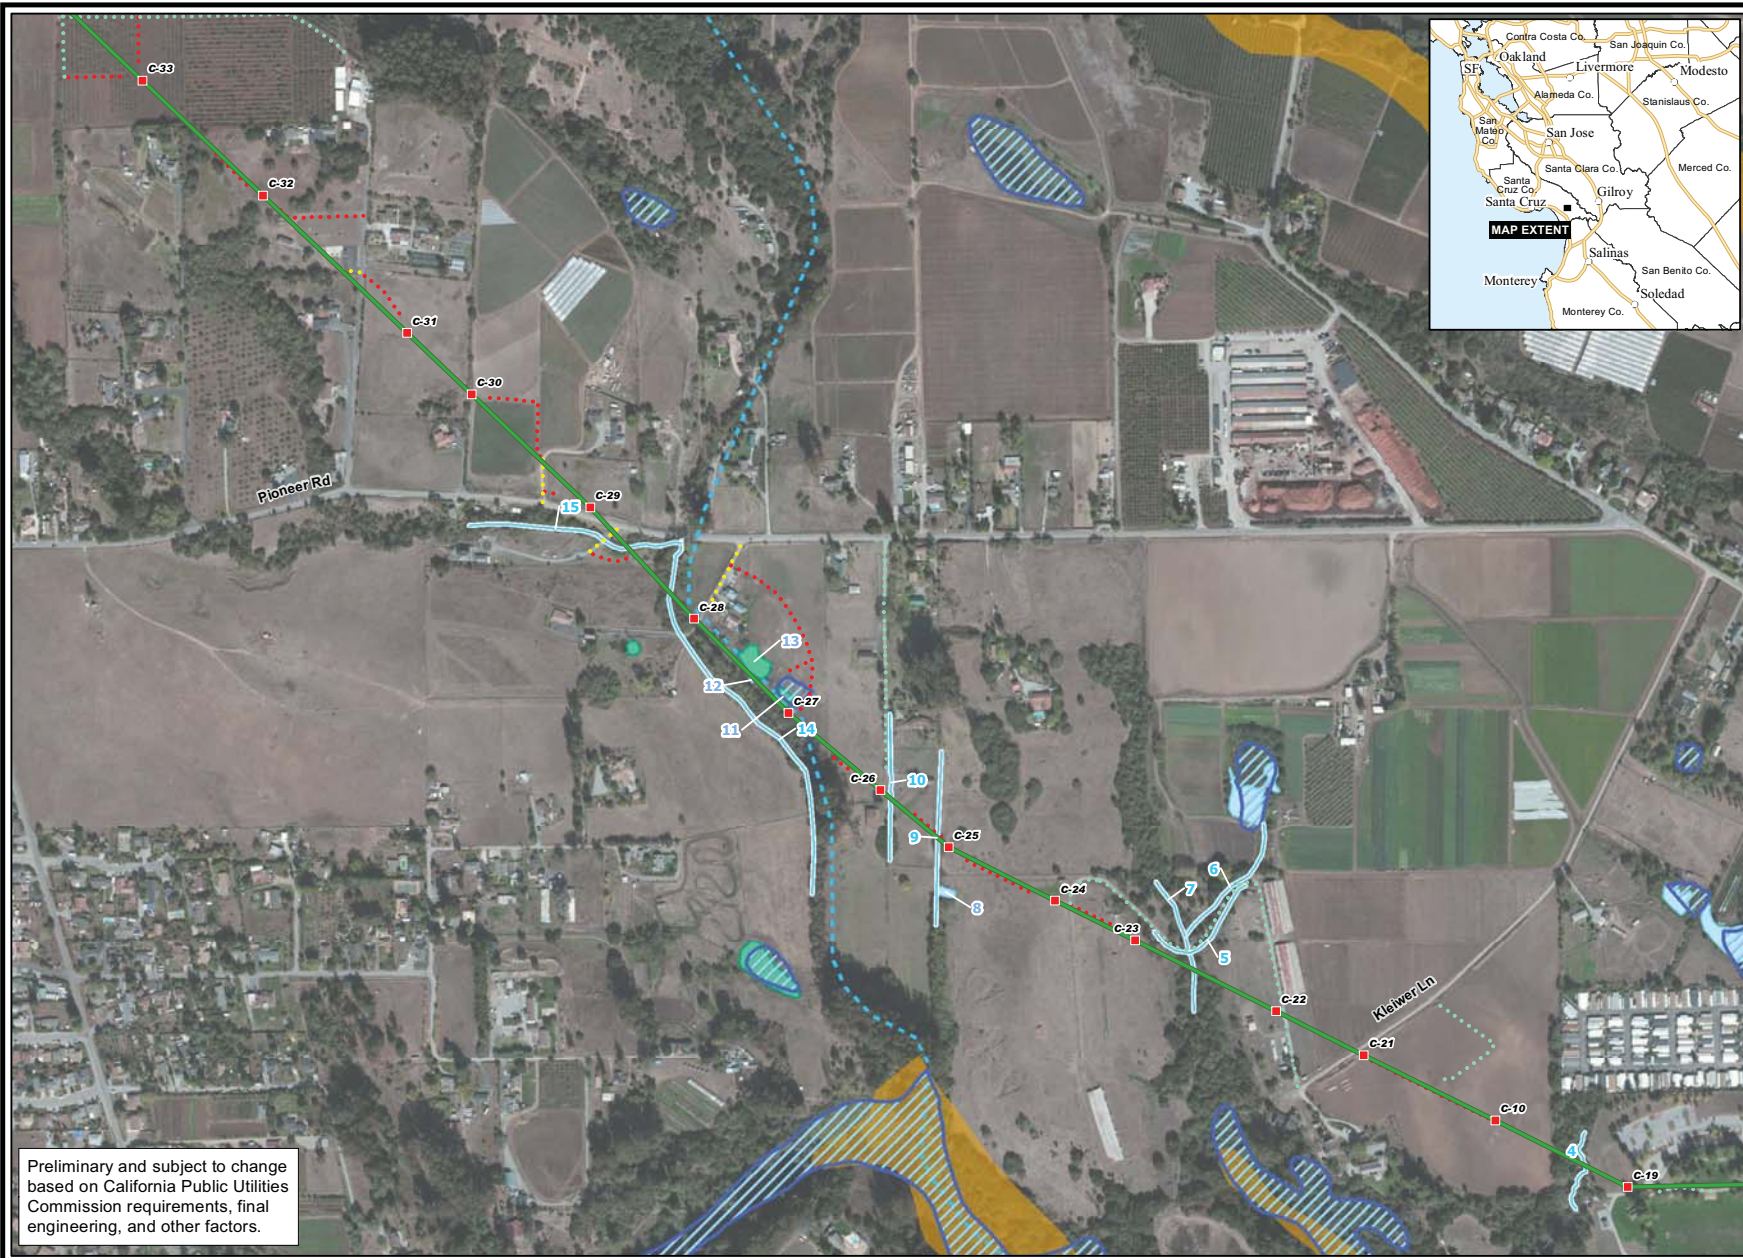 C-33
C-32
C-31
C-30
C-29
Pioneer Rd
15
C-28
13
12
C-27
11
14
C-26
10
9
C-25
8
C-24
7
6
C-23
5
C-22
Kleiwer Ln
C-21
C-10
4
C-19
Contra Costa Co.
San Joaquin Co.
SF
Oakland
Livermore
Modesto
Alameda Co.
Stanislaus Co.
San
Mateo
Co.
San Jose
Santa Clara Co.
Merced Co.
Santa
Cruz Co.
Gilroy
Santa Cruz
MAP EXTENT
Salinas
San Benito Co.
Monterey
Soledad
Monterey Co.
Preliminary and subject to change
based on California Public Utilities
Commission requirements, final
engineering, and other factors.